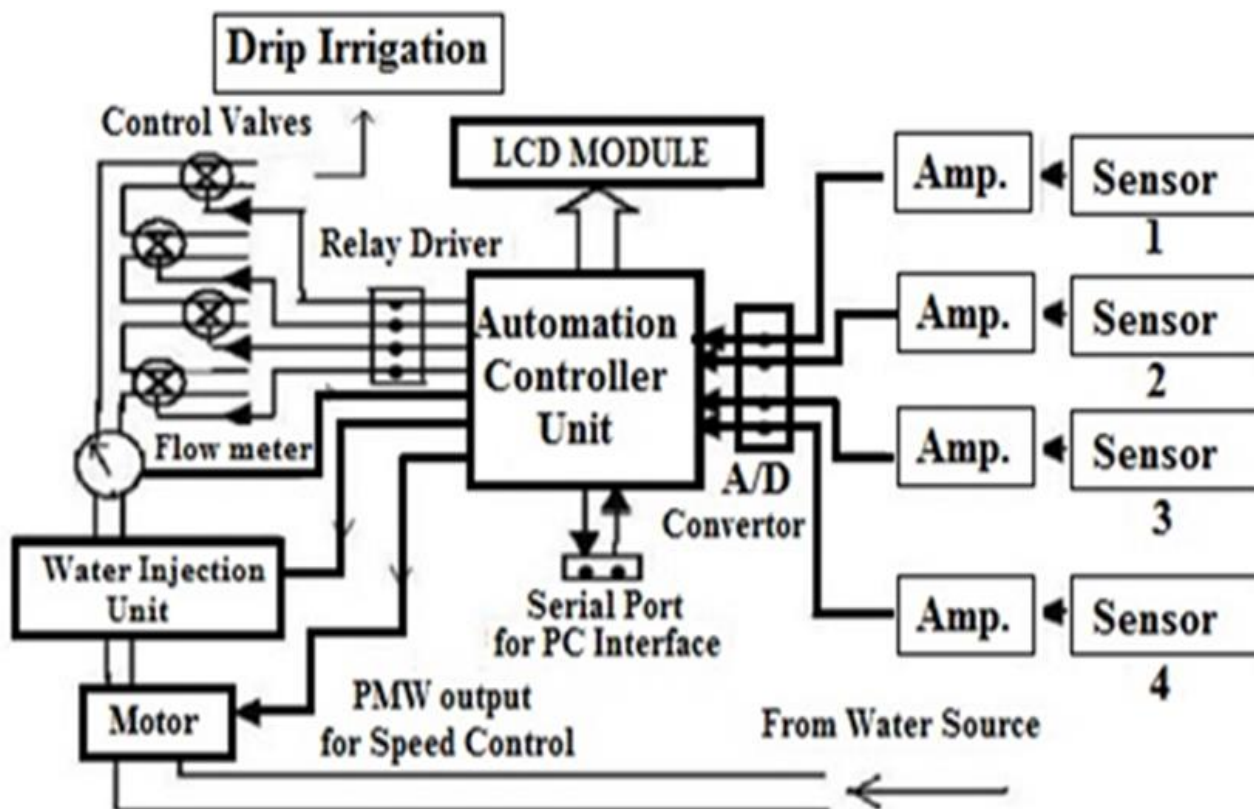 Drip Irrigation
Control Valves
LCD MODULE
Amp.
Sensor
1
Relay Driver
Automation
Controller
Unit
Amp.
Sensor
2
Flow meter
A/D
Convertor
Amp.
Sensor
3
Water Injection
Unit
Serial Port
for PC Interface
Amp.
Sensor
4
Motor
PMW output
for Speed Control
From Water Source